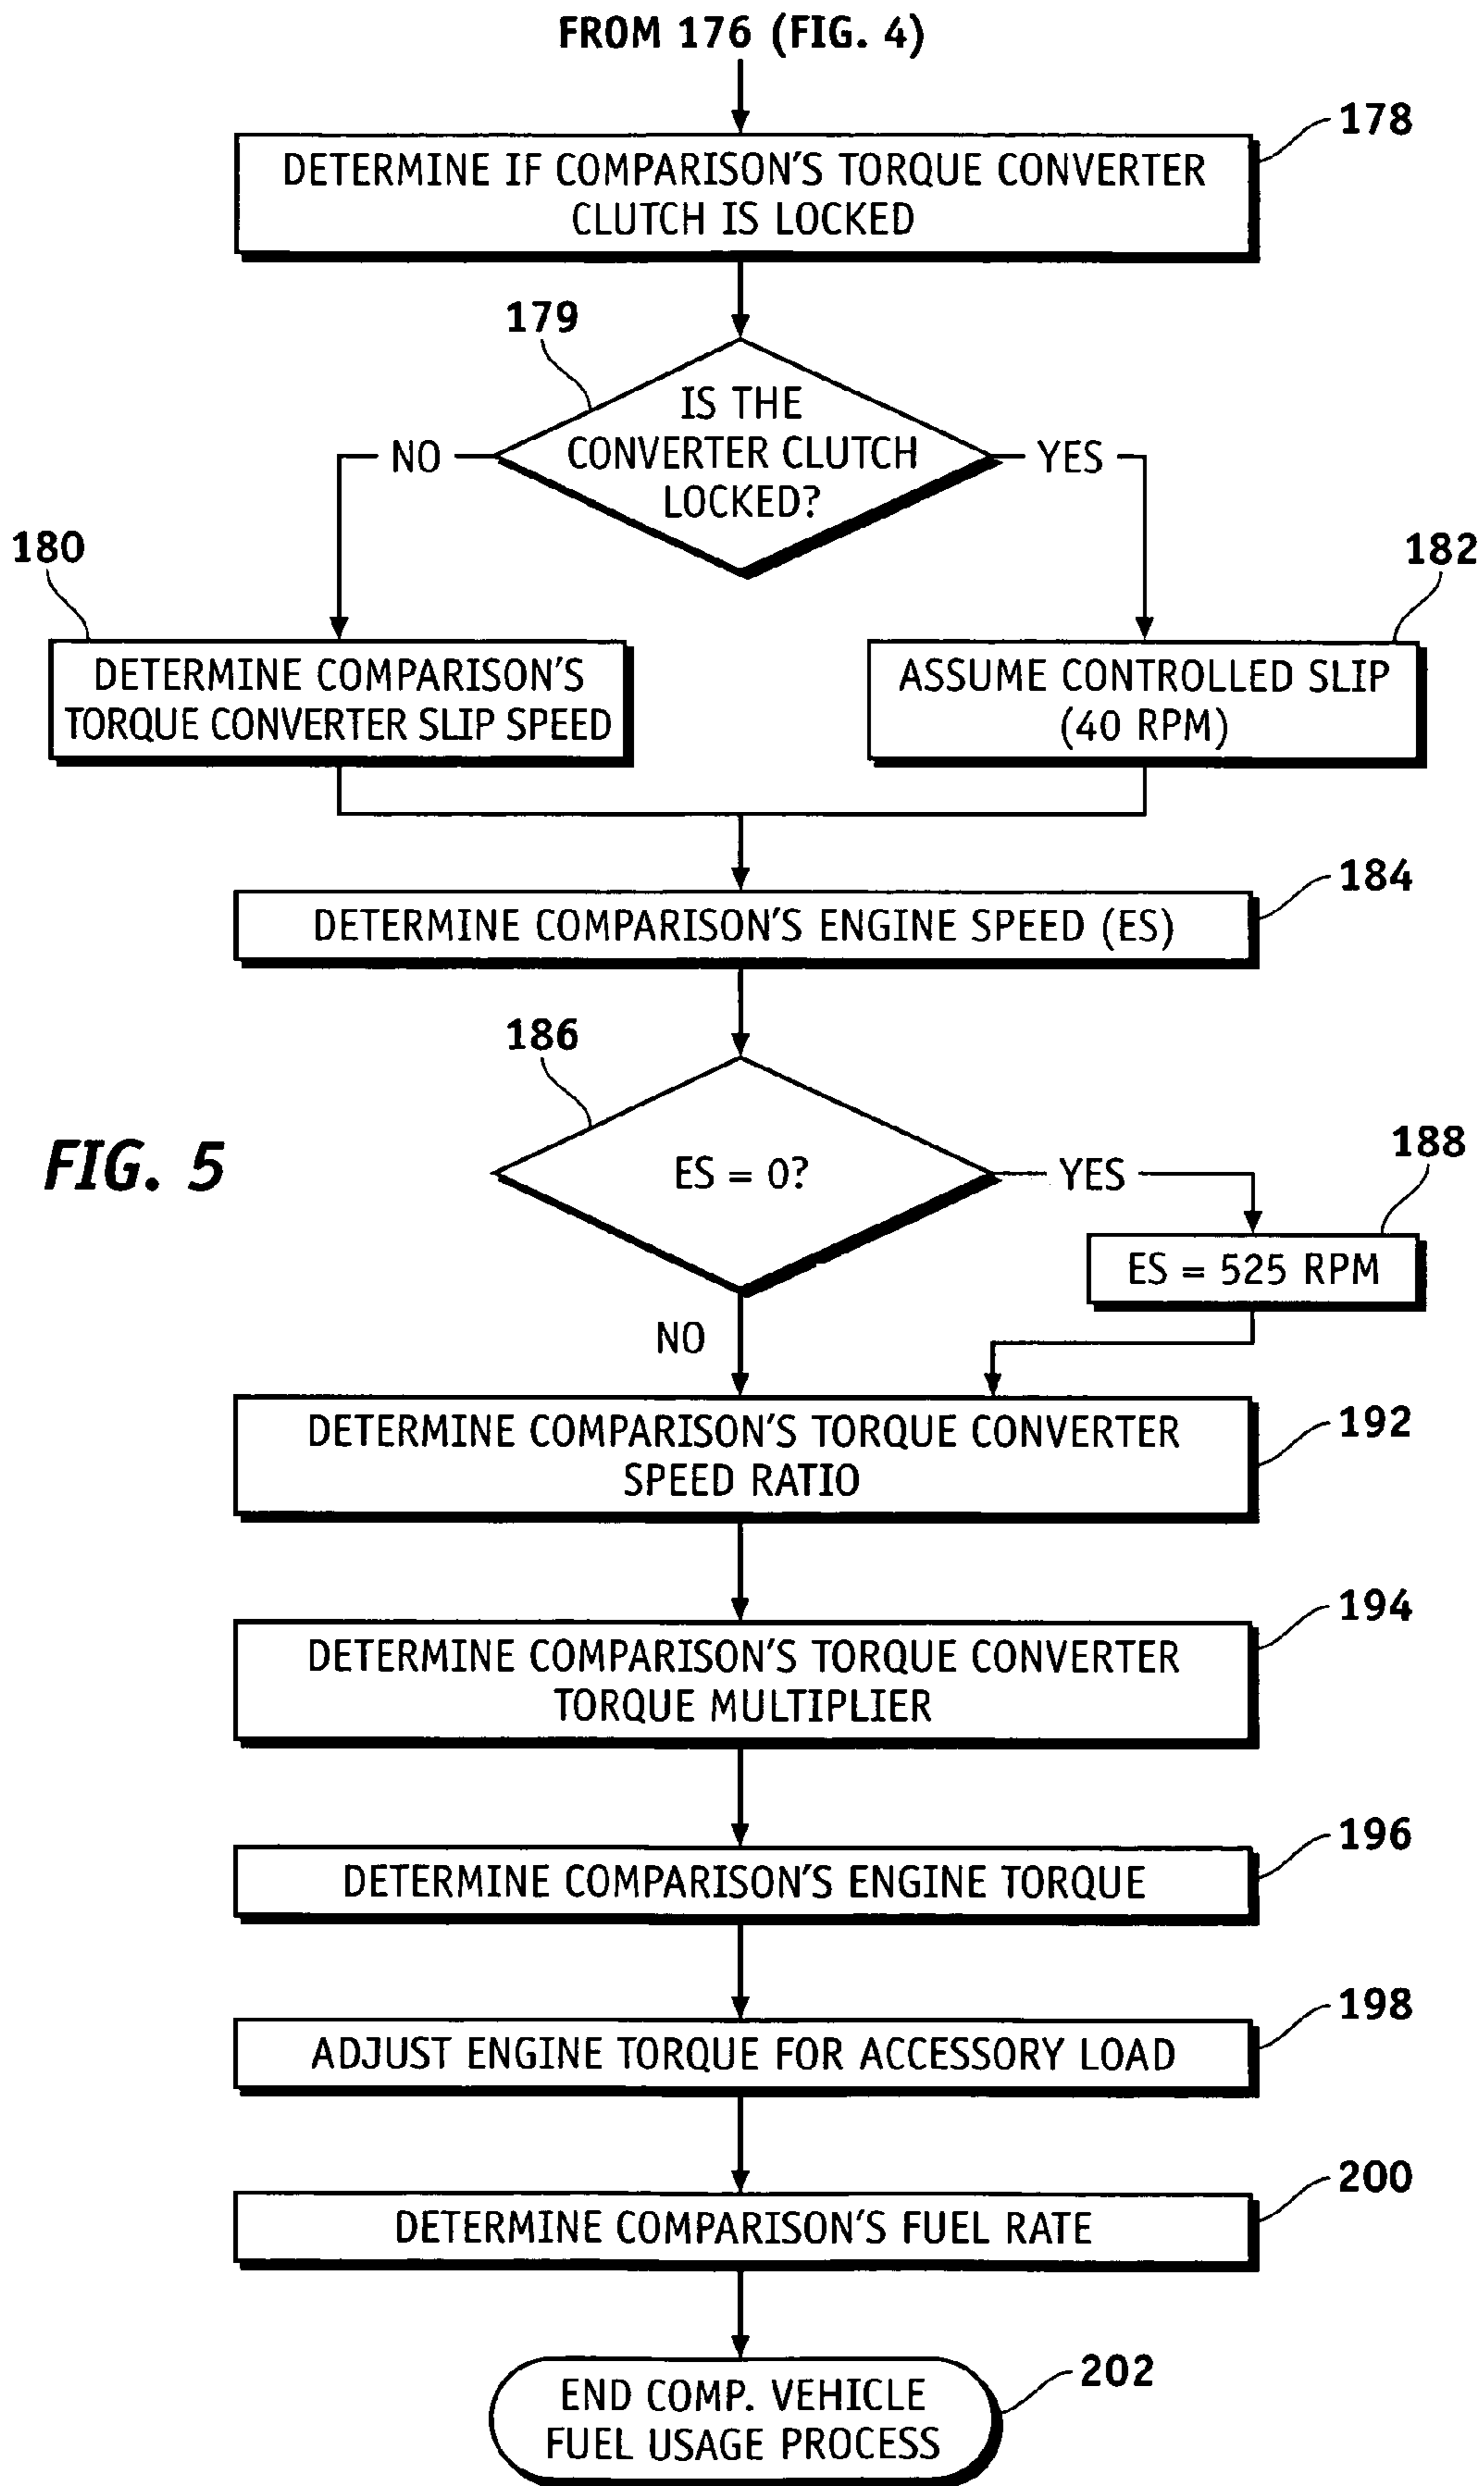 FROM 176 (FIG. 4)
178
DETERMINE IF COMPARISON'S TORQUE CONVERTER
CLUTCH IS LOCKED
179
IS THE
CONVERTER CLUTCH
LOCKED?
NO
YES
180
182
DETERMINE COMPARISON'S
TORQUE CONVERTER SLIP SPEED
ASSUME CONTROLLED SLIP
(40 RPM)
184
DETERMINE COMPARISON'S ENGINE SPEED (ES)
186
FIG. 5
ES = 0?
YES
188
ES = 525 RPM
NO
DETERMINE COMPARISON'S TORQUE CONVERTER
SPEED RATIO
192
194
DETERMINE COMPARISON'S TORQUE CONVERTER
TORQUE MULTIPLIER
196
DETERMINE COMPARISON'S ENGINE TORQUE
198
ADJUST ENGINE TORQUE FOR ACCESSORY LOAD
200
DETERMINE COMPARISON'S FUEL RATE
202
END COMP. VEHICLE
FUEL USAGE PROCESS